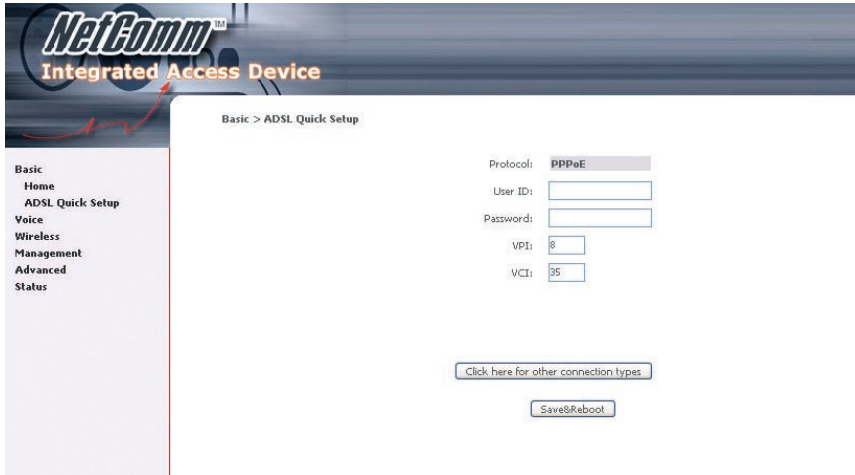 NetComm™
Integrated Access Device
Basic > ADSL Quick Setup
Basic
Home
ADSL Quick Setup
Voice
Wireless
Management
Advanced
Status
Protocol: PPPoE
User ID:
Password:
VPI: 8
VCI: 35
Click here for other connection types
Save&Reboot